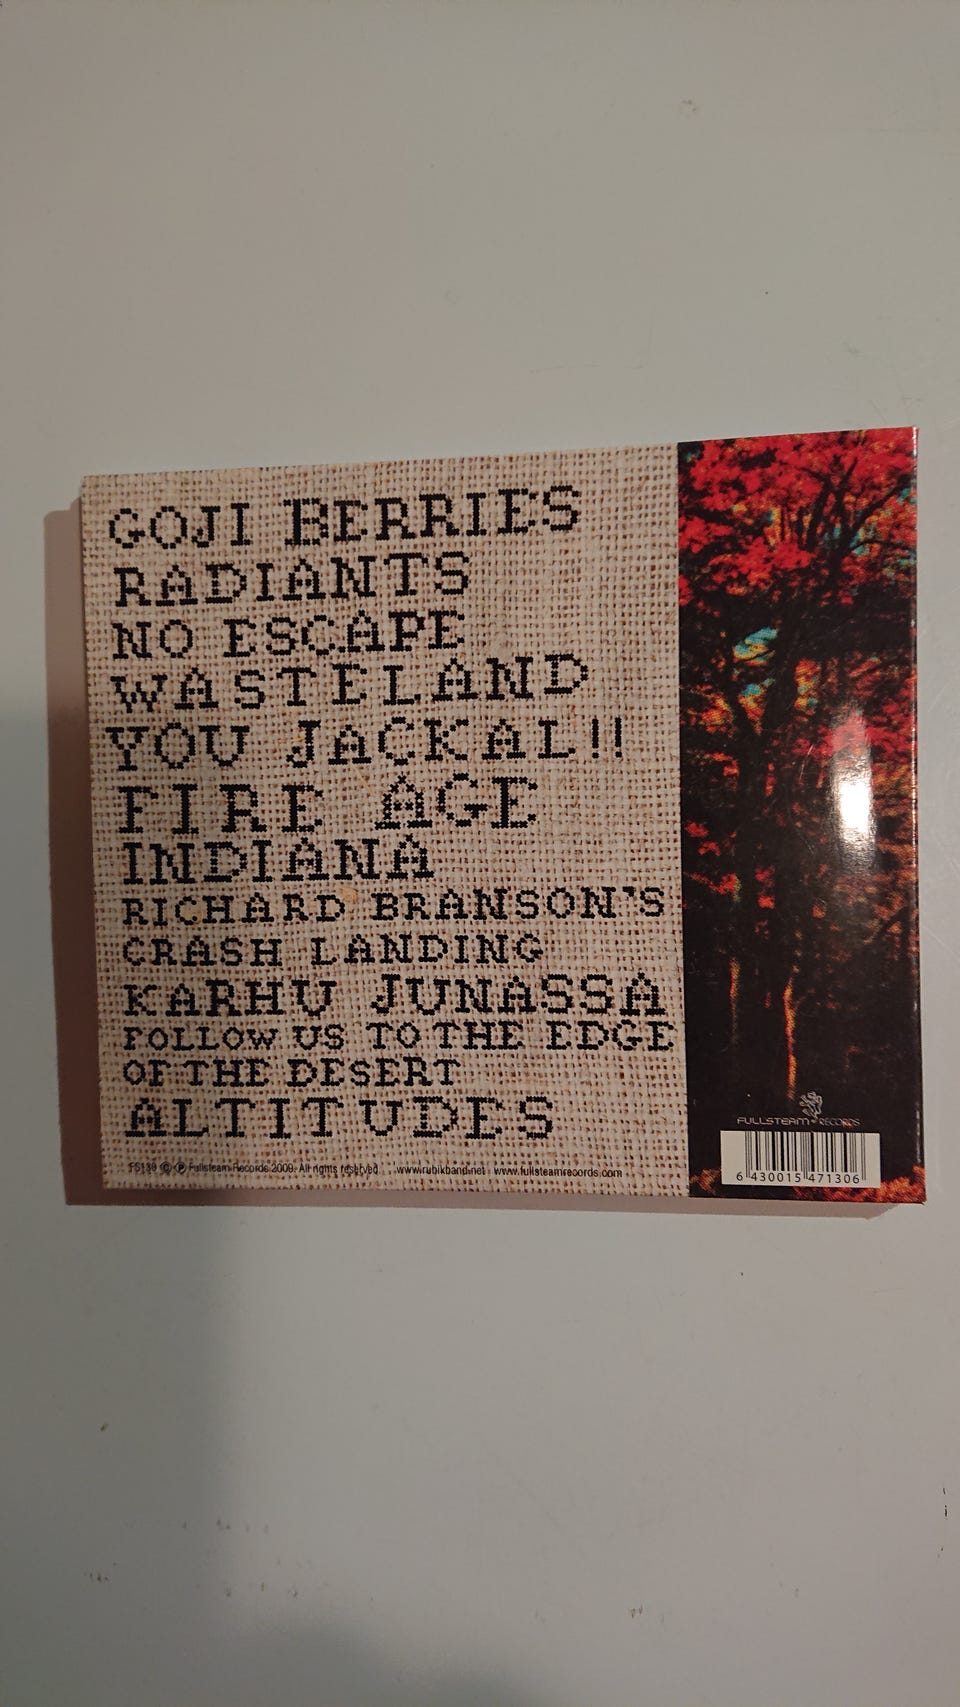 GOJI BERRIES
RADIANTS
NO ESCAPE
WASTELAND
YOU JACKAL!!
FIRE AGE
INDIANA
RICHARD BRANSON'S
CRASH LANDING
KARHU JUNASSA
FOLLOW US TO THE EDGE
OF THE DESERT
ALTITUDES
FS130 © ℗ Fullsteam Records 2009. All rights reserved www.rubikband.net www.fullsteamrecords.com
FULLSTEAM RECORDS
6 430015 471306